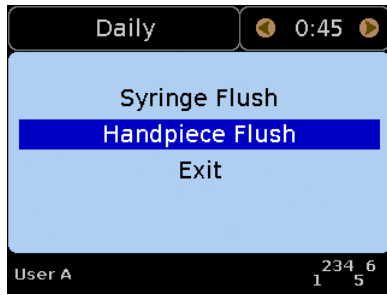 Daily 0:45
Syringe Flush
Handpiece Flush
Exit
User A 1 234 5 6